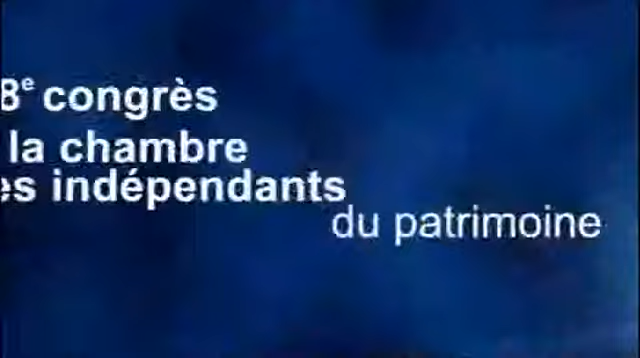 8e congrès
la chambre
es indépendants
du patrimoine